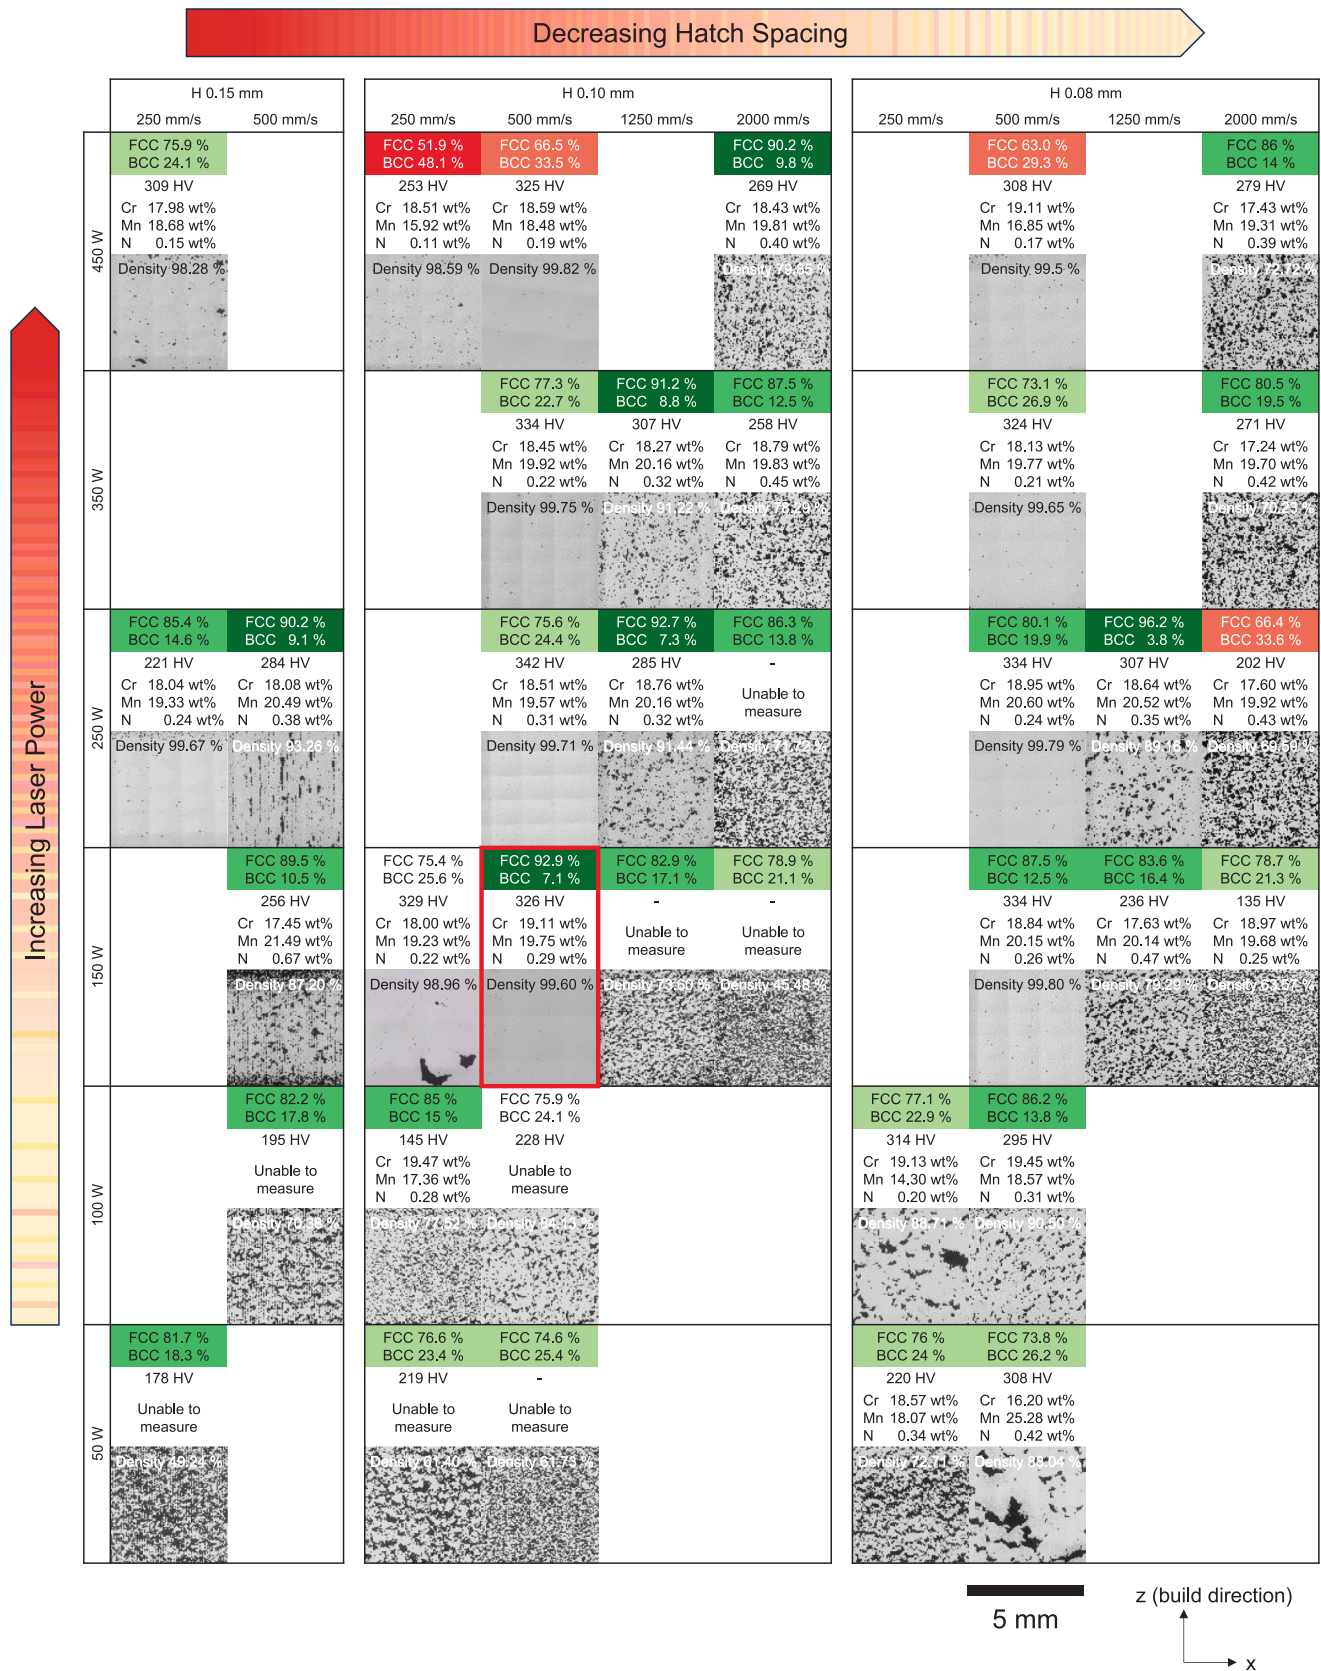 Decreasing Hatch Spacing
H 0.15 mm
250 mm/s 500 mm/s
H 0.10 mm
250 mm/s 500 mm/s 1250 mm/s 2000 mm/s
H 0.08 mm
250 mm/s 500 mm/s 1250 mm/s 2000 mm/s
Increasing Laser Power
450 W
FCC 75.9 %
BCC 24.1 %
309 HV
Cr 17.98 wt%
Mn 18.68 wt%
N 0.15 wt%
Density 98.28 %
FCC 51.9 %
BCC 48.1 %
253 HV
Cr 18.51 wt%
Mn 15.92 wt%
N 0.11 wt%
Density 98.59 %
FCC 66.5 %
BCC 33.5 %
325 HV
Cr 18.59 wt%
Mn 18.48 wt%
N 0.19 wt%
Density 99.82 %
FCC 90.2 %
BCC 9.8 %
269 HV
Cr 18.43 wt%
Mn 19.81 wt%
N 0.40 wt%
Density 79.85 %
FCC 63.0 %
BCC 29.3 %
308 HV
Cr 19.11 wt%
Mn 16.85 wt%
N 0.17 wt%
Density 99.5 %
FCC 86 %
BCC 14 %
279 HV
Cr 17.43 wt%
Mn 19.31 wt%
N 0.39 wt%
Density 72.72 %
350 W
FCC 77.3 %
BCC 22.7 %
334 HV
Cr 18.45 wt%
Mn 19.92 wt%
N 0.22 wt%
Density 99.75 %
FCC 91.2 %
BCC 8.8 %
307 HV
Cr 18.27 wt%
Mn 20.16 wt%
N 0.32 wt%
Density 91.22 %
FCC 87.5 %
BCC 12.5 %
258 HV
Cr 18.79 wt%
Mn 19.83 wt%
N 0.45 wt%
Density 78.29 %
FCC 73.1 %
BCC 26.9 %
324 HV
Cr 18.13 wt%
Mn 19.77 wt%
N 0.21 wt%
Density 99.65 %
FCC 80.5 %
BCC 19.5 %
271 HV
Cr 17.24 wt%
Mn 19.70 wt%
N 0.42 wt%
Density 70.23 %
250 W
FCC 85.4 %
BCC 14.6 %
221 HV
Cr 18.04 wt%
Mn 19.33 wt%
N 0.24 wt%
Density 99.67 %
FCC 90.2 %
BCC 9.1 %
284 HV
Cr 18.08 wt%
Mn 20.49 wt%
N 0.38 wt%
Density 93.26 %
FCC 75.6 %
BCC 24.4 %
342 HV
Cr 18.51 wt%
Mn 19.57 wt%
N 0.31 wt%
Density 99.71 %
FCC 92.7 %
BCC 7.3 %
285 HV
Cr 18.76 wt%
Mn 20.16 wt%
N 0.32 wt%
Density 91.44 %
FCC 86.3 %
BCC 13.8 %
-
Unable to
measure
Density 71.72 %
FCC 80.1 %
BCC 19.9 %
334 HV
Cr 18.95 wt%
Mn 20.60 wt%
N 0.24 wt%
Density 99.79 %
FCC 96.2 %
BCC 3.8 %
307 HV
Cr 18.64 wt%
Mn 20.52 wt%
N 0.35 wt%
Density 89.16 %
FCC 66.4 %
BCC 33.6 %
202 HV
Cr 17.60 wt%
Mn 19.92 wt%
N 0.43 wt%
Density 69.59 %
150 W
FCC 89.5 %
BCC 10.5 %
256 HV
Cr 17.45 wt%
Mn 21.49 wt%
N 0.67 wt%
Density 87.20 %
FCC 75.4 %
BCC 25.6 %
329 HV
Cr 18.00 wt%
Mn 19.23 wt%
N 0.22 wt%
Density 98.96 %
FCC 92.9 %
BCC 7.1 %
326 HV
Cr 19.11 wt%
Mn 19.75 wt%
N 0.29 wt%
Density 99.60 %
FCC 82.9 %
BCC 17.1 %
-
Unable to
measure
Density 73.60 %
FCC 78.9 %
BCC 21.1 %
-
Unable to
measure
Density 45.48 %
FCC 87.5 %
BCC 12.5 %
334 HV
Cr 18.84 wt%
Mn 20.15 wt%
N 0.26 wt%
Density 99.80 %
FCC 83.6 %
BCC 16.4 %
236 HV
Cr 17.63 wt%
Mn 20.14 wt%
N 0.47 wt%
Density 79.29 %
FCC 78.7 %
BCC 21.3 %
135 HV
Cr 18.97 wt%
Mn 19.68 wt%
N 0.25 wt%
Density 63.57 %
100 W
FCC 82.2 %
BCC 17.8 %
195 HV
Unable to
measure
Density 70.38 %
FCC 85 %
BCC 15 %
145 HV
Cr 19.47 wt%
Mn 17.36 wt%
N 0.28 wt%
Density 77.52 %
FCC 75.9 %
BCC 24.1 %
228 HV
Unable to
measure
Density 84.13 %
FCC 77.1 %
BCC 22.9 %
314 HV
Cr 19.13 wt%
Mn 14.30 wt%
N 0.20 wt%
Density 88.71 %
FCC 86.2 %
BCC 13.8 %
295 HV
Cr 19.45 wt%
Mn 18.57 wt%
N 0.31 wt%
Density 90.50 %
50 W
FCC 81.7 %
BCC 18.3 %
178 HV
Unable to
measure
Density 49.24 %
FCC 76.6 %
BCC 23.4 %
219 HV
Unable to
measure
Density 61.40 %
FCC 74.6 %
BCC 25.4 %
-
Unable to
measure
Density 61.73 %
FCC 76 %
BCC 24 %
220 HV
Cr 18.57 wt%
Mn 18.07 wt%
N 0.34 wt%
Density 72.71 %
FCC 73.8 %
BCC 26.2 %
308 HV
Cr 16.20 wt%
Mn 25.28 wt%
N 0.42 wt%
Density 88.04 %
5 mm
z (build direction)
x